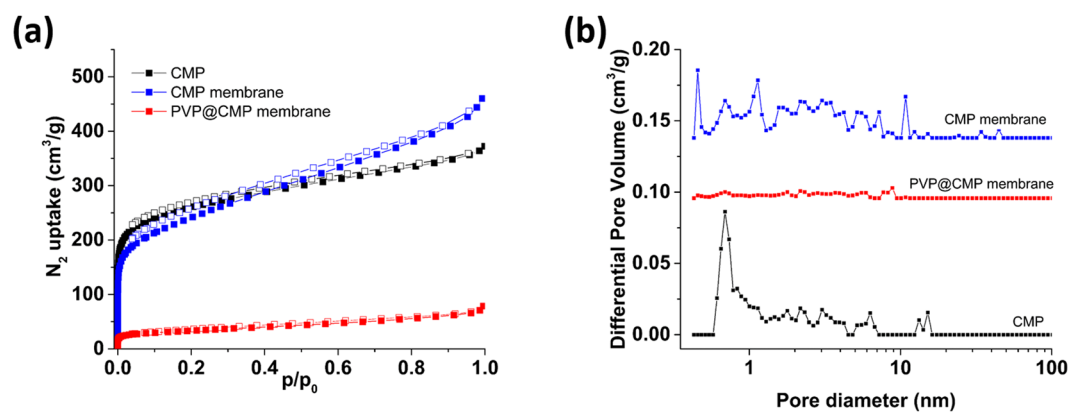 (a)
N2 uptake (cm3/g)
500
400
300
200
100
0
CMP
CMP membrane
PVP@CMP membrane
0.0 0.2 0.4 0.6 0.8 1.0
p/p0
(b)
Differential Pore Volume (cm3/g)
0.20
0.15
0.10
0.05
0.00
CMP membrane
PVP@CMP membrane
CMP
1 10 100
Pore diameter (nm)